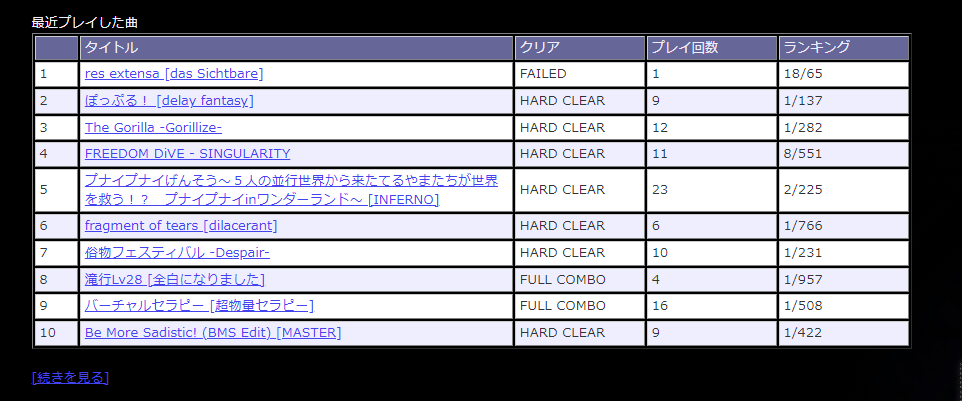 最近プレイした曲
タイトル クリア プレイ回数 ランキング
1 res extensa [das Sichtbare] FAILED 1 18/65
2 ぽっぷる！ [delay fantasy] HARD CLEAR 9 1/137
3 The Gorilla -Gorillize- HARD CLEAR 12 1/282
4 FREEDOM DiVE - SINGULARITY HARD CLEAR 11 8/551
5 プナイプナイげんそう～５人の並行世界から来たてるやまたちが世界
を救う！？　プナイプナイinワンダーランド～ [INFERNO] HARD CLEAR 23 2/225
6 fragment of tears [dilacerant] HARD CLEAR 6 1/766
7 俗物フェスティバル -Despair- HARD CLEAR 10 1/231
8 滝行Lv28 [全白になりました] FULL COMBO 4 1/957
9 バーチャルセラピー [超物量セラピー] FULL COMBO 16 1/508
10 Be More Sadistic! (BMS Edit) [MASTER] HARD CLEAR 9 1/422
[続きを見る]